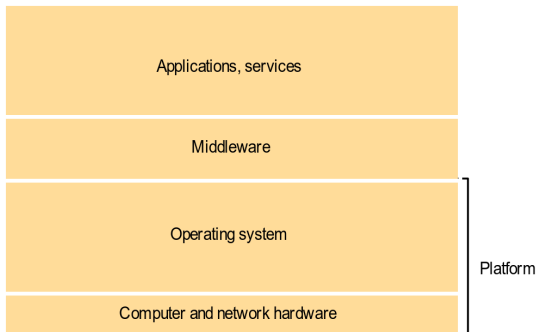 Applications, services
Middleware
Operating system
Platform
Computer and network hardware